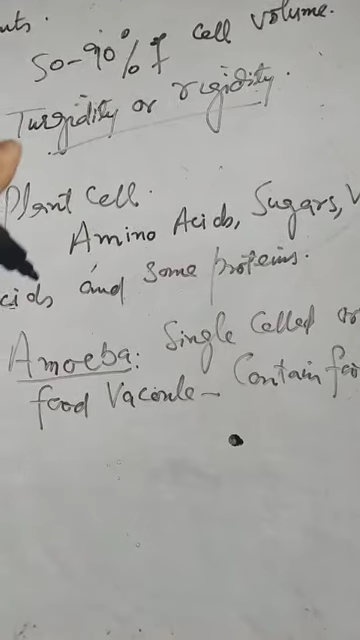 50-90% of cell volume.
Turgidity or rigidity.
Plant Cell.
Amino Acids, Sugars,
and some proteins.
Amoeba: Single Celled
food Vacoule - Contain